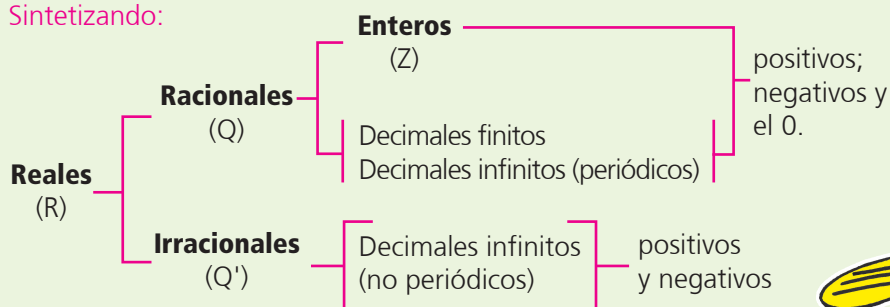 Sintetizando:
Enteros
(Z)
positivos;
negativos y
el 0.
Racionales
(Q)
Decimales finitos
Decimales infinitos (periódicos)
Reales
(R)
Irracionales
(Q')
Decimales infinitos
(no periódicos)
positivos
y negativos